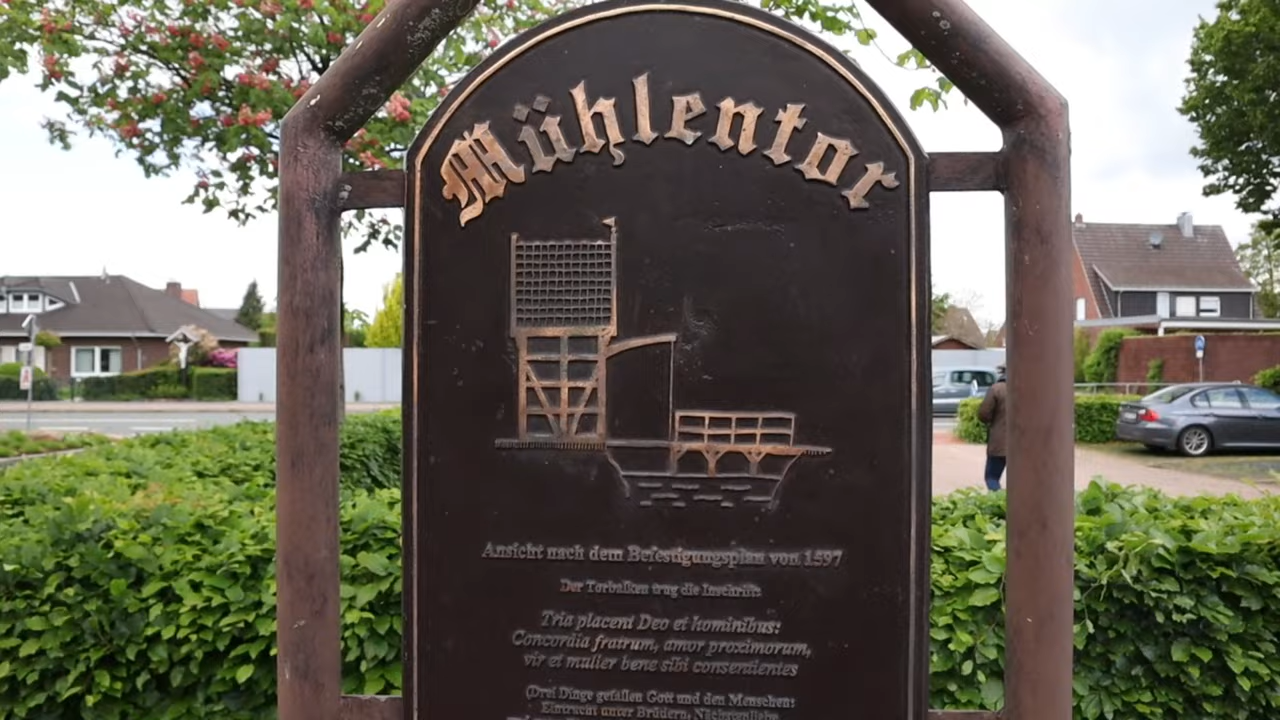 Mühlentor
Ansicht nach dem Befestigungsplan von 1597
Der Torbalken trug die Inschrift:
Tria placent Deo et hominibus:
Concordia fratrum, amor proximorum,
vir et mulier bene sibi consentientes
(Drei Dinge gefallen Gott und den Menschen:
Eintracht unter Brüdern, Nächstenliebe